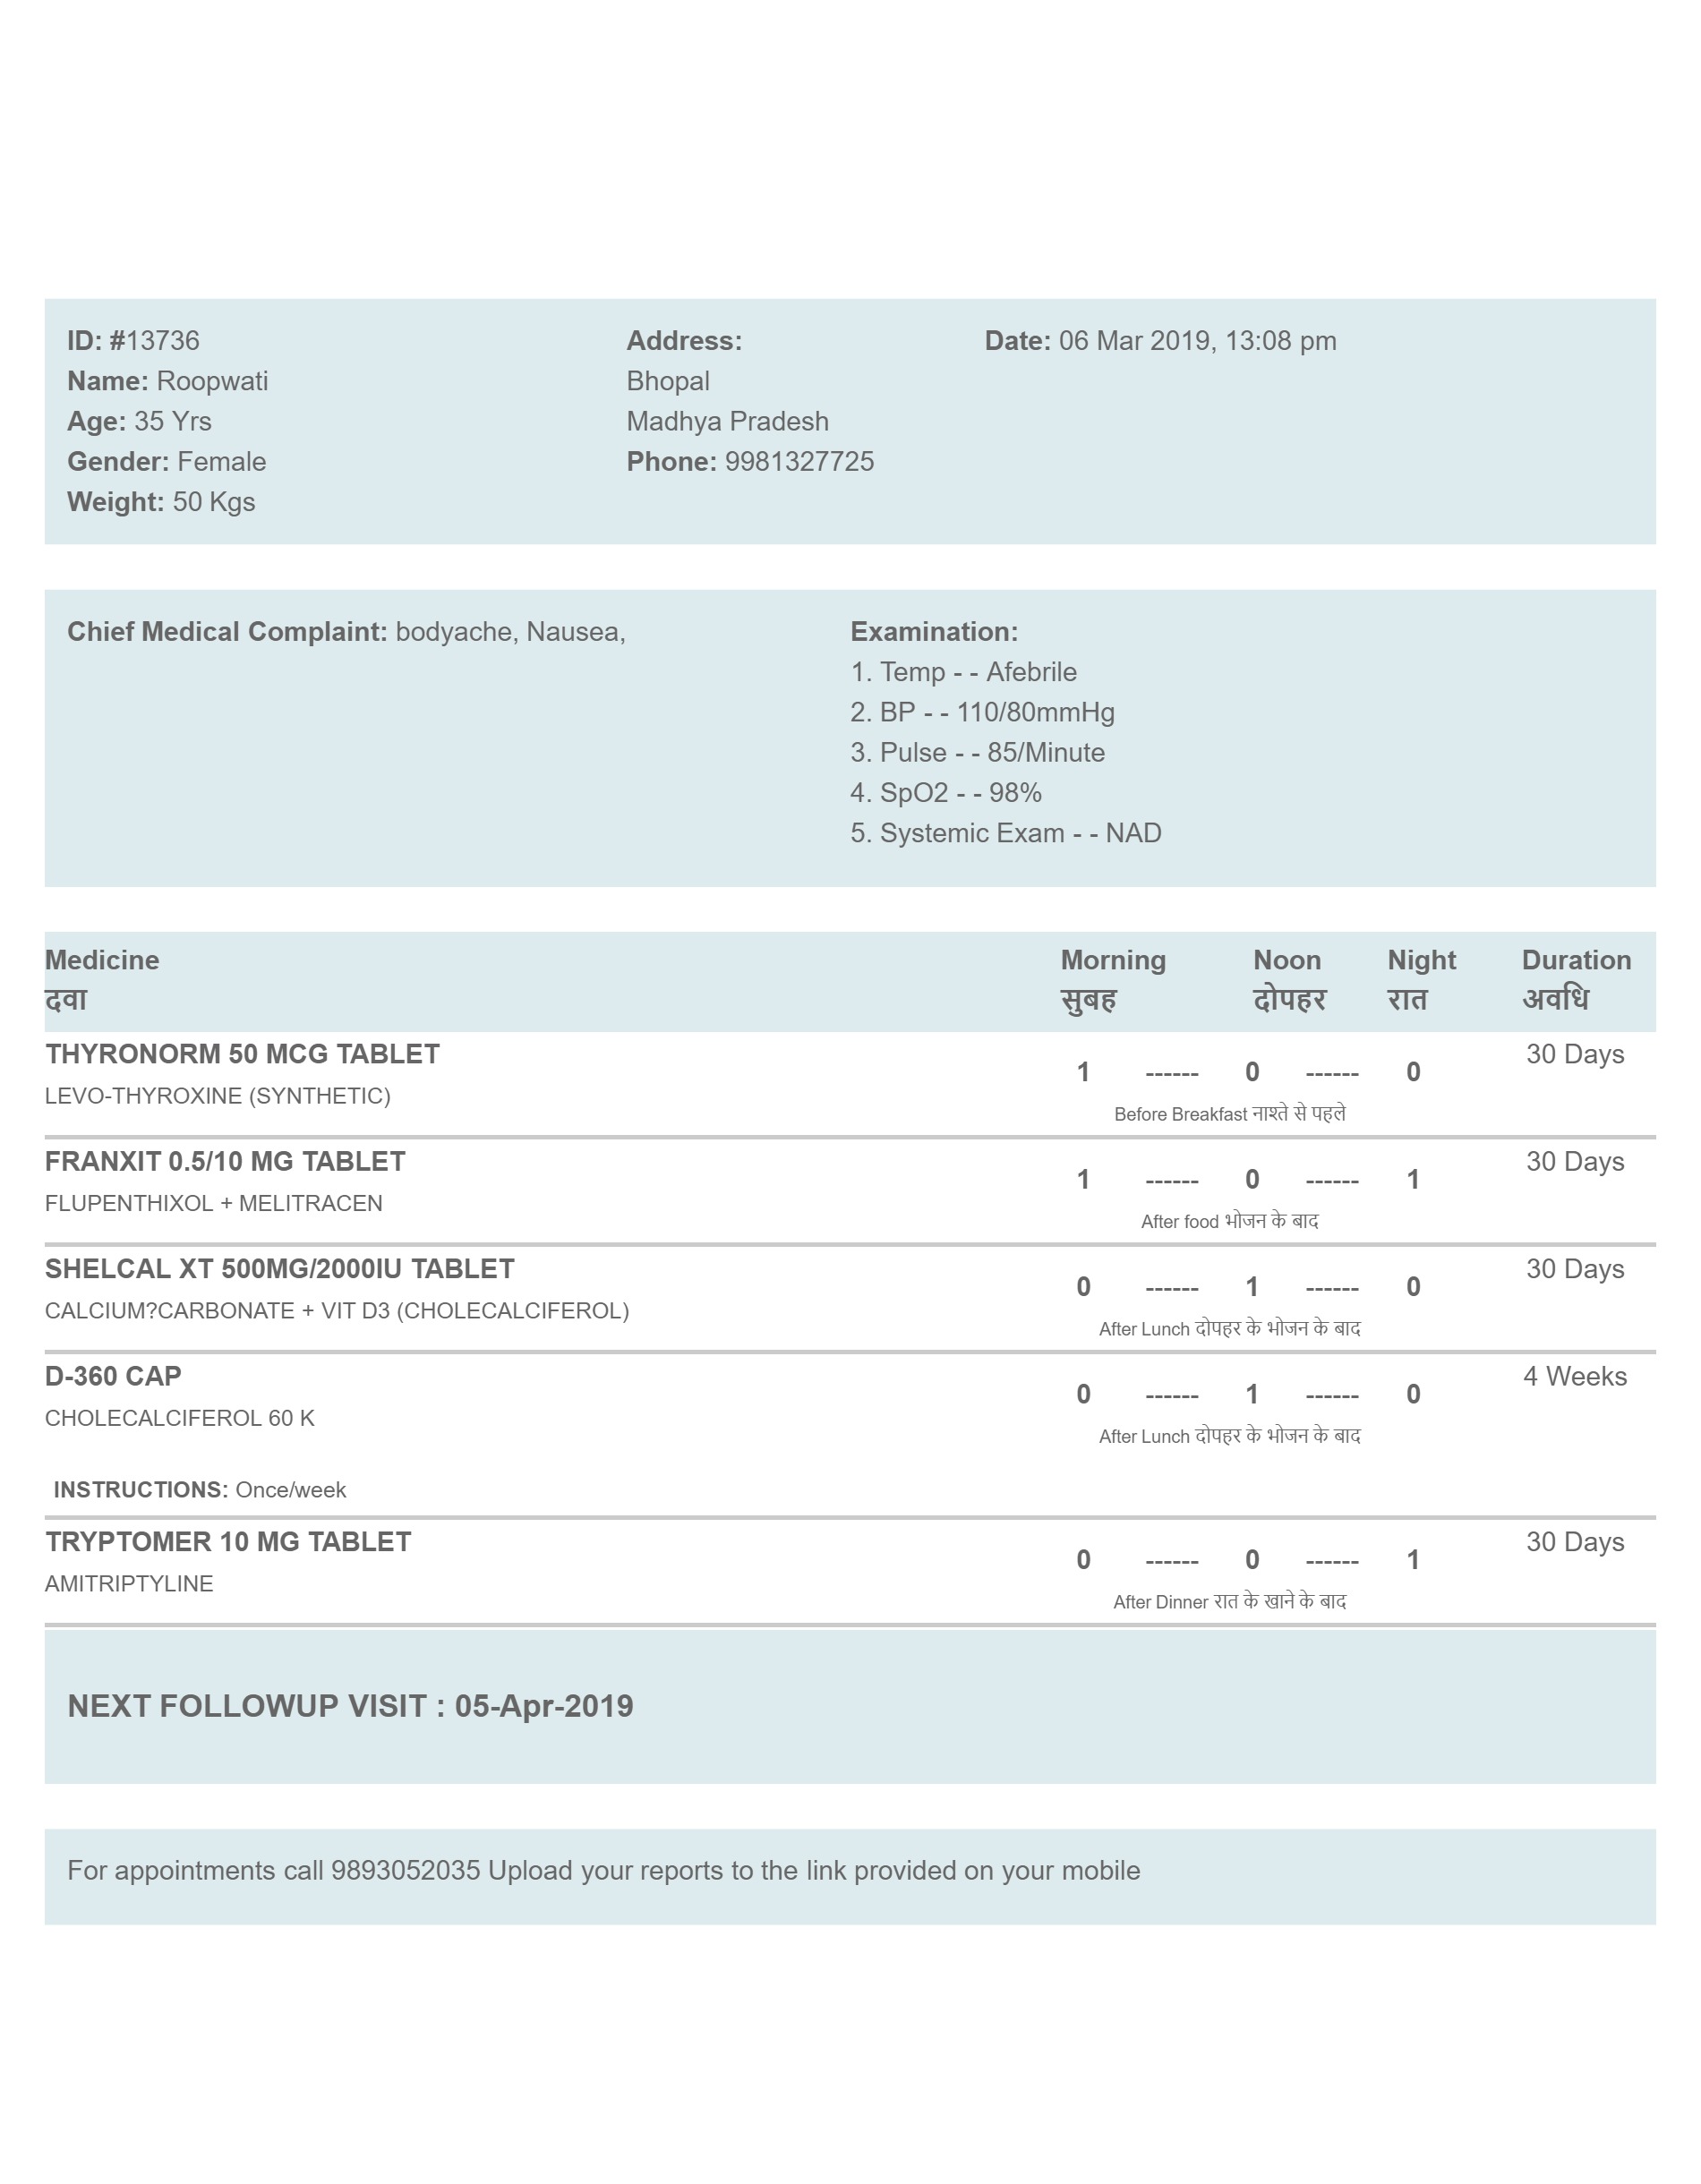 ID: #13736
Name: Roopwati
Age: 35 Yrs
Gender: Female
Weight: 50 Kgs
Address:
Bhopal
Madhya Pradesh
Phone: 9981327725
Date: 06 Mar 2019, 13:08 pm
Chief Medical Complaint: bodyache, Nausea,
Examination:
1. Temp - - Afebrile
2. BP - - 110/80mmHg
3. Pulse - - 85/Minute
4. SpO2 - - 98%
5. Systemic Exam - - NAD
Medicine Morning Noon Night Duration
दवा सुबह दोपहर रात अवधि
THYRONORM 50 MCG TABLET 1 ------ 0 ------ 0 30 Days
LEVO-THYROXINE (SYNTHETIC) Before Breakfast नाश्ते से पहले
FRANXIT 0.5/10 MG TABLET 1 ------ 0 ------ 1 30 Days
FLUPENTHIXOL + MELITRACEN After food भोजन के बाद
SHELCAL XT 500MG/2000IU TABLET 0 ------ 1 ------ 0 30 Days
CALCIUM?CARBONATE + VIT D3 (CHOLECALCIFEROL) After Lunch दोपहर के भोजन के बाद
D-360 CAP 0 ------ 1 ------ 0 4 Weeks
CHOLECALCIFEROL 60 K After Lunch दोपहर के भोजन के बाद
INSTRUCTIONS: Once/week
TRYPTOMER 10 MG TABLET 0 ------ 0 ------ 1 30 Days
AMITRIPTYLINE After Dinner रात के खाने के बाद
NEXT FOLLOWUP VISIT : 05-Apr-2019
For appointments call 9893052035 Upload your reports to the link provided on your mobile